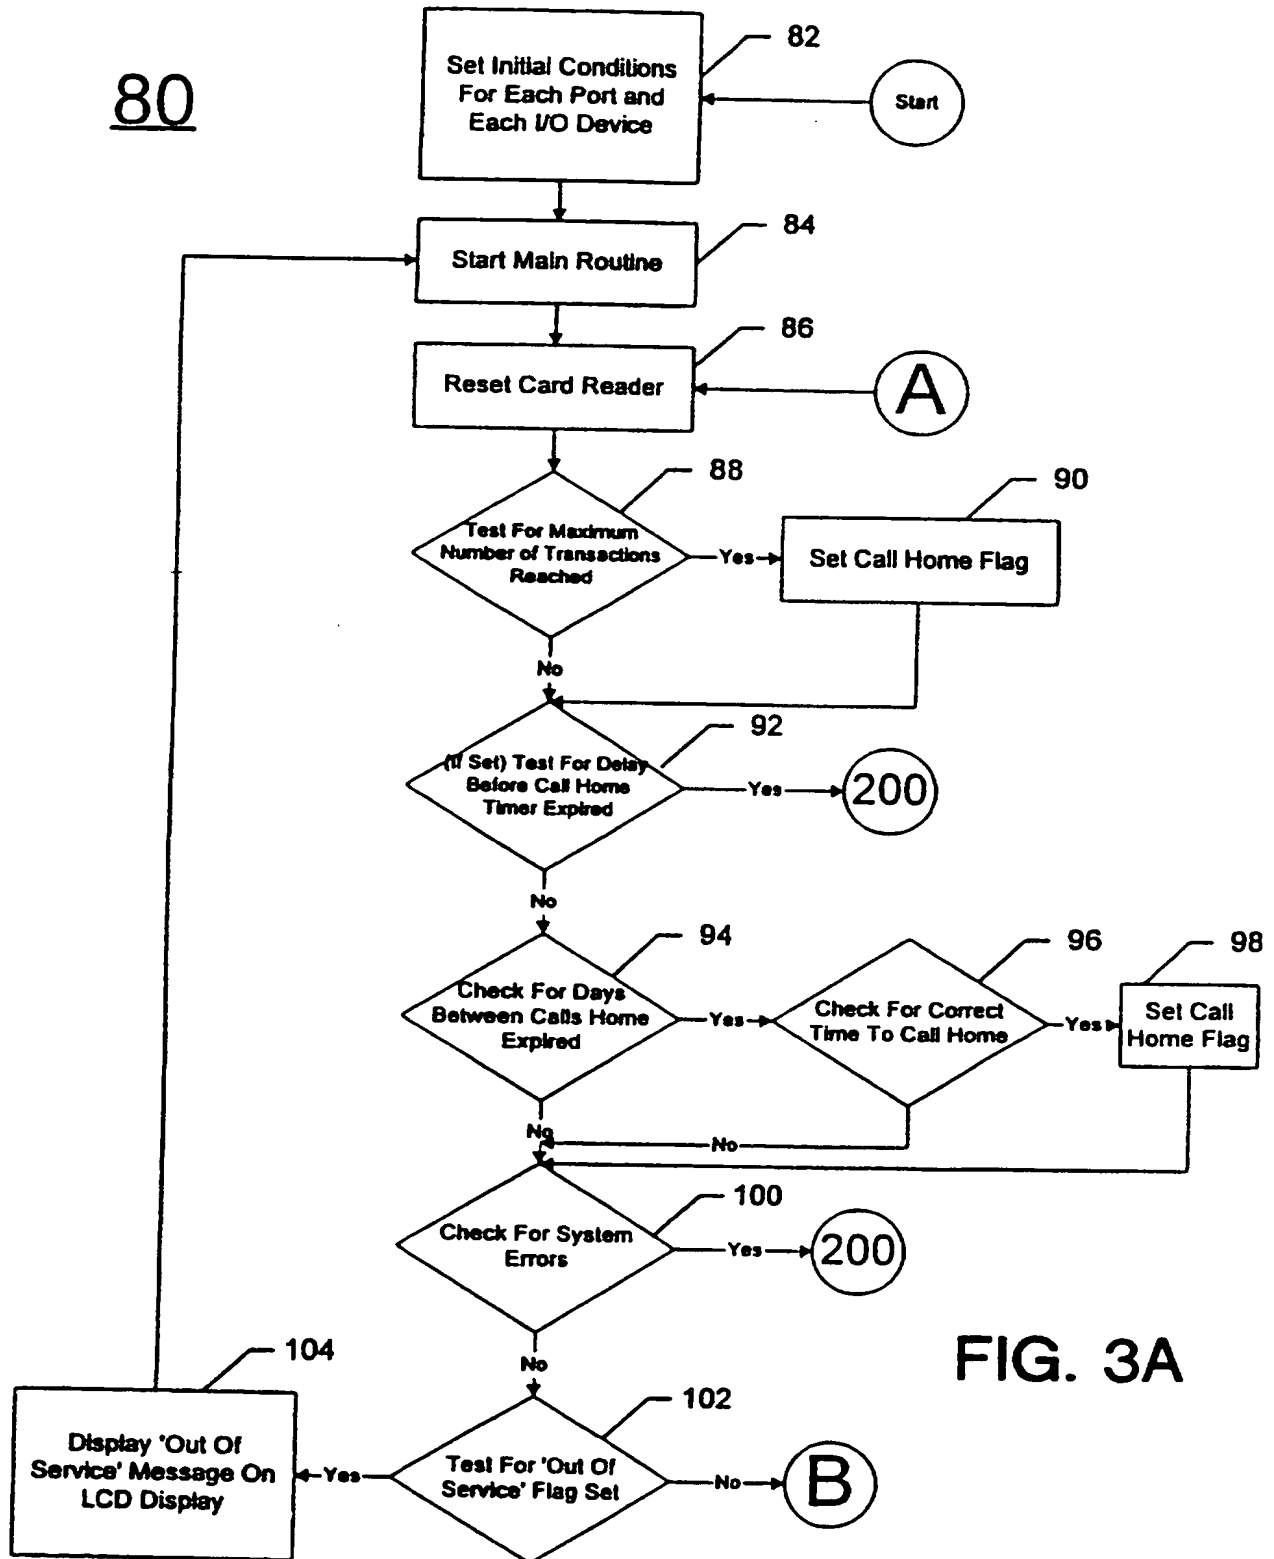 80
82
Set Initial Conditions
For Each Port and
Each I/O Device
Start
84
Start Main Routine
86
Reset Card Reader
A
88
Test For Maximum
Number of Transactions
Reached
Yes
90
Set Call Home Flag
No
92
(If Set) Test For Delay
Before Call Home
Timer Expired
Yes
200
No
94
Check For Days
Between Calls Home
Expired
Yes
96
Check For Correct
Time To Call Home
Yes
98
Set Call
Home Flag
No
No
100
Check For System
Errors
Yes
200
No
FIG. 3A
104
Display 'Out Of
Service' Message On
LCD Display
Yes
102
Test For 'Out Of
Service' Flag Set
No
B